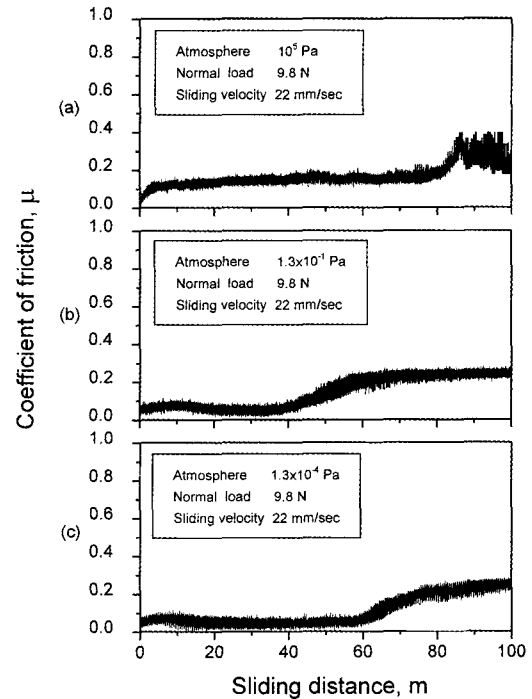 Coefficient of friction, μ
(a)
1.0
0.8
0.6
0.4
0.2
0.0
Atmosphere 10⁵ Pa
Normal load 9.8 N
Sliding velocity 22 mm/sec
(b)
1.0
0.8
0.6
0.4
0.2
0.0
Atmosphere 1.3x10⁻¹ Pa
Normal load 9.8 N
Sliding velocity 22 mm/sec
(c)
1.0
0.8
0.6
0.4
0.2
0.0
Atmosphere 1.3x10⁻⁴ Pa
Normal load 9.8 N
Sliding velocity 22 mm/sec
0 20 40 60 80 100
Sliding distance, m